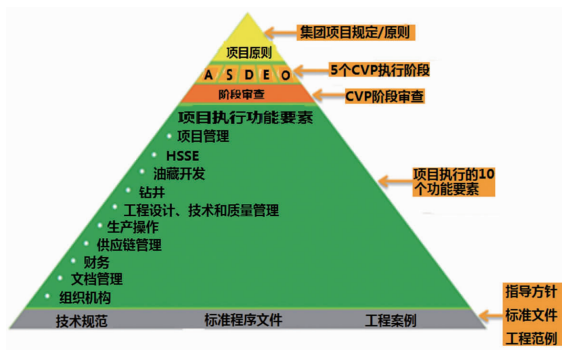 集团项目规定/原则
项目原则
A S D E O
5个CVP执行阶段
阶段审查
CVP阶段审查
项目执行功能要素
• 项目管理
• HSSE
• 油藏开发
• 钻井
• 工程设计、技术和质量管理
• 生产操作
• 供应链管理
• 财务
• 文档管理
• 组织机构
项目执行的10
个功能要素
技术规范 标准程序文件 工程案例
指导方针
标准文件
工程范例